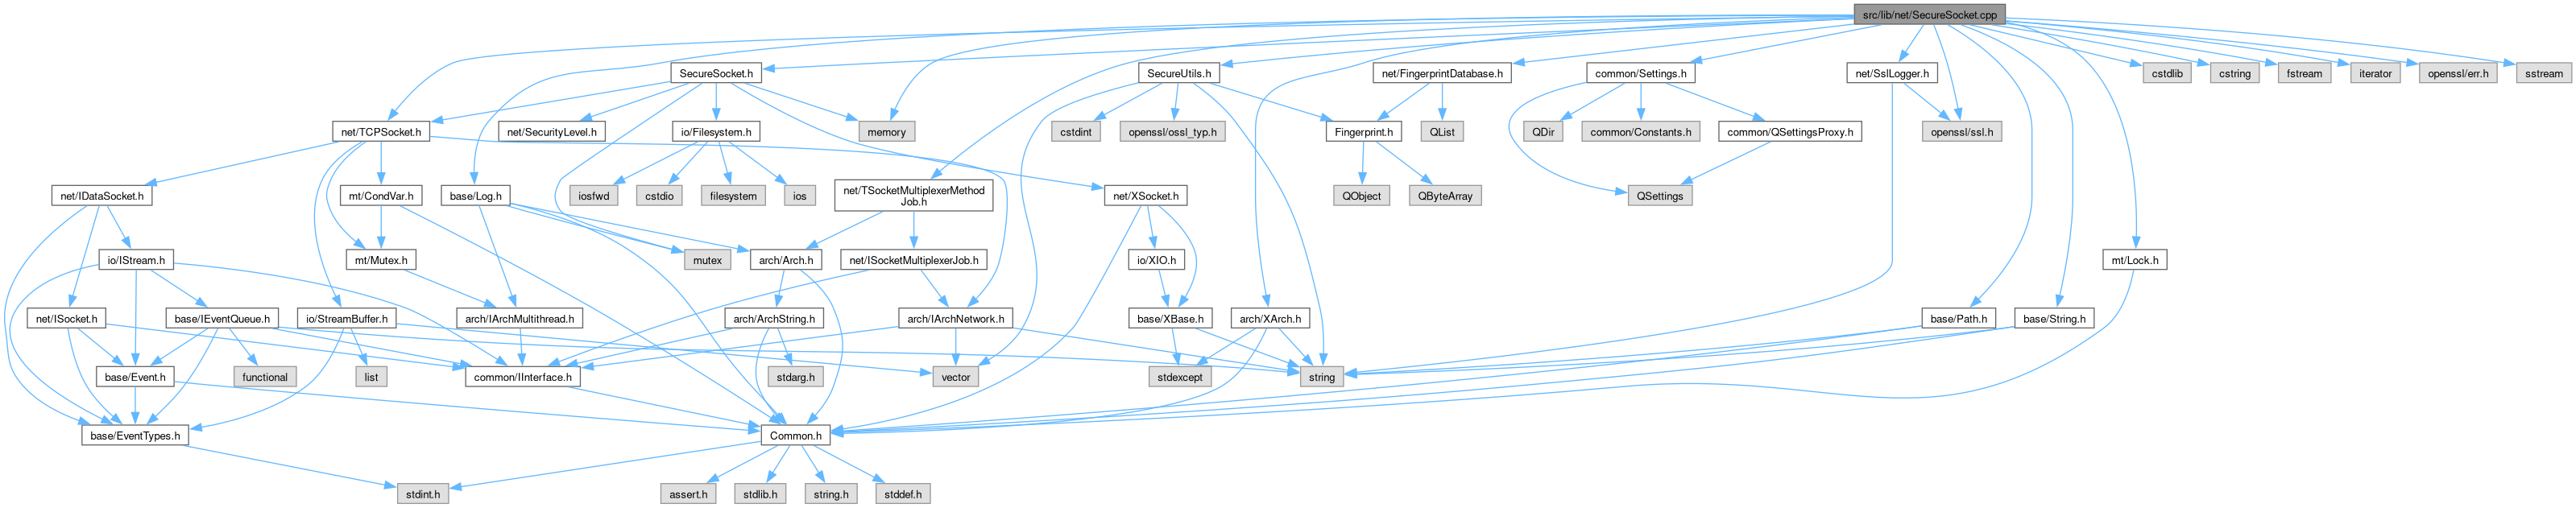 src/lib/net/SecureSocket.cpp
SecureSocket.h
SecureUtils.h
net/FingerprintDatabase.h
common/Settings.h
net/SslLogger.h
cstdlib
cstring
fstream
iterator
openssl/err.h
sstream
net/TCPSocket.h
net/SecurityLevel.h
io/Filesystem.h
memory
cstdint
openssl/ossl_typ.h
Fingerprint.h
QList
QDir
common/Constants.h
common/QSettingsProxy.h
openssl/ssl.h
net/IDataSocket.h
mt/CondVar.h
base/Log.h
iosfwd
cstdio
filesystem
ios
net/TSocketMultiplexerMethod
Job.h
net/XSocket.h
QObject
QByteArray
QSettings
io/IStream.h
mt/Mutex.h
mutex
arch/Arch.h
net/ISocketMultiplexerJob.h
io/XIO.h
mt/Lock.h
net/ISocket.h
base/IEventQueue.h
io/StreamBuffer.h
arch/IArchMultithread.h
arch/ArchString.h
arch/IArchNetwork.h
base/XBase.h
arch/XArch.h
base/Path.h
base/String.h
base/Event.h
functional
list
common/IInterface.h
stdarg.h
vector
stdexcept
string
base/EventTypes.h
Common.h
stdint.h
assert.h
stdlib.h
string.h
stddef.h